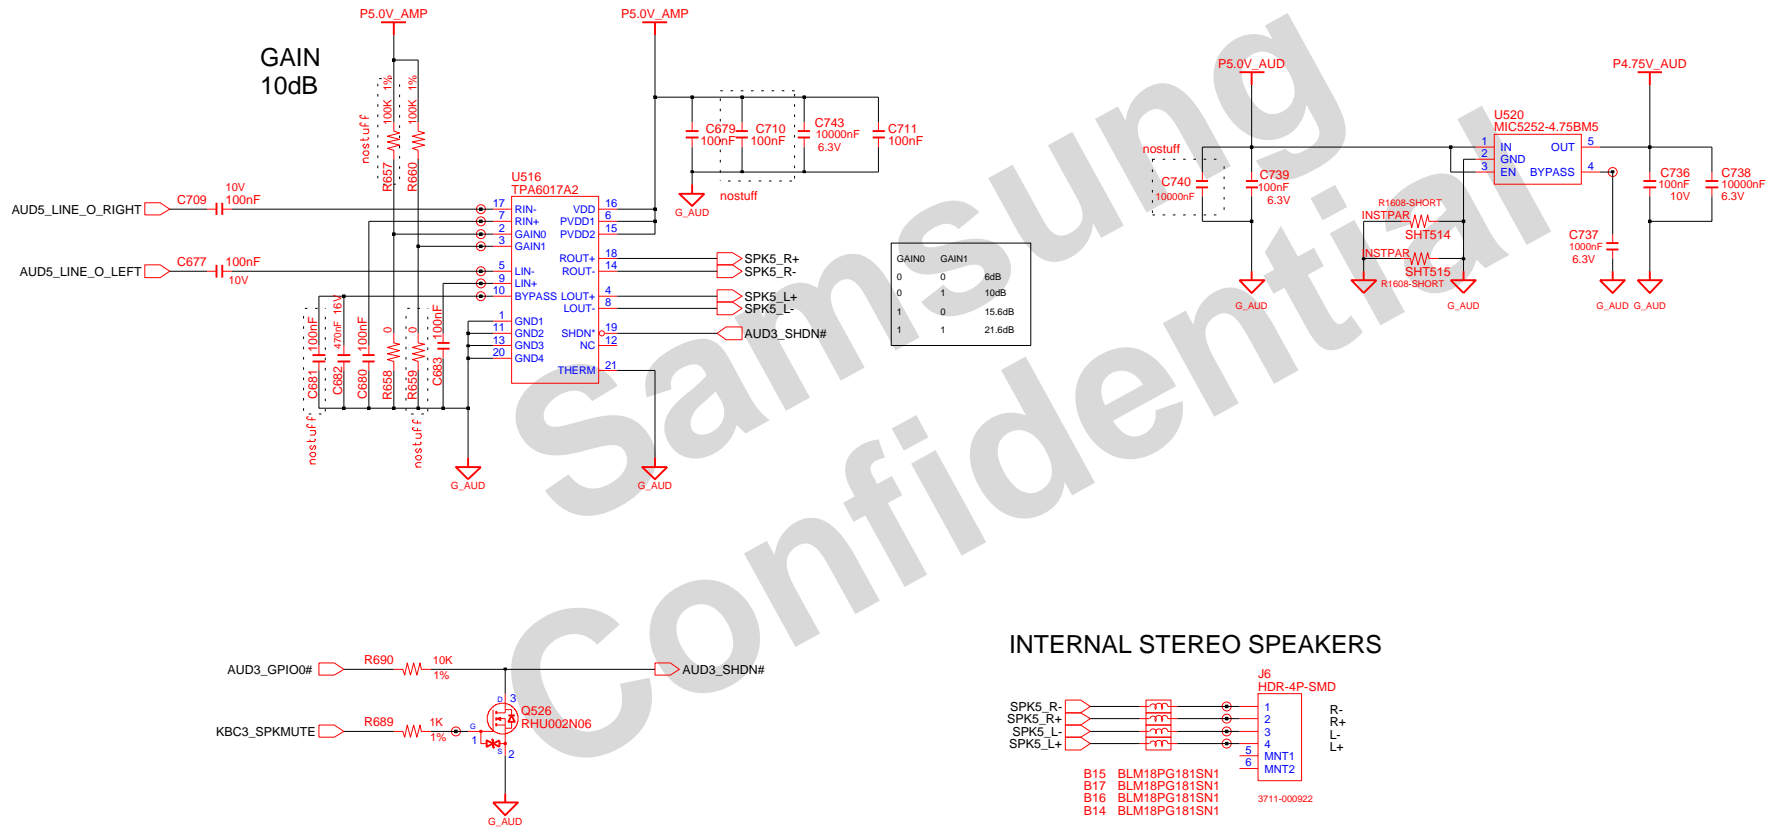 P5.0V_AMP
P5.0V_AMP
GAIN
10dB
100K 1%
100K 1%
nostuff
R657
R660
C709
10V
100nF
AUD5_LINE_O_RIGHT
C677
100nF
10V
AUD5_LINE_O_LEFT
U516
TPA6017A2
17 RIN-
7 RIN+
2 GAIN0
3 GAIN1
5 LIN-
9 LIN+
10 BYPASS
1 GND1
11 GND2
13 GND3
20 GND4
VDD 16
PVDD1 6
PVDD2 15
ROUT+ 18
ROUT- 14
LOUT+ 4
LOUT- 8
SHDN* 19
NC 12
THERM 21
SPK5_R+
SPK5_R-
SPK5_L+
SPK5_L-
AUD3_SHDN#
100nF
C681
470nF 16V
C682
100nF
C680
0
R658
0
R659
100nF
C683
nostuff
nostuff
G_AUD
G_AUD
C679
100nF
C710
100nF
C743
10000nF
6.3V
C711
100nF
nostuff
G_AUD
GAIN0 GAIN1
0 0 6dB
0 1 10dB
1 0 15.6dB
1 1 21.6dB
P5.0V_AUD
P4.75V_AUD
nostuff
C740
10000nF
C739
100nF
6.3V
U520
MIC5252-4.75BM5
1 IN
2 GND
3 EN
OUT 5
BYPASS 4
R1608-SHORT
INSTPAR
SHT514
INSTPAR
SHT515
R1608-SHORT
C737
1000nF
6.3V
C736
100nF
10V
C738
10000nF
6.3V
G_AUD
G_AUD
G_AUD
G_AUD
Samsung
Confidential
AUD3_GPIO0#
R690
10K
1%
AUD3_SHDN#
KBC3_SPKMUTE
R689
1K
1%
D 3
G
1
S
2
Q526
RHU002N06
G_AUD
INTERNAL STEREO SPEAKERS
J6
HDR-4P-SMD
SPK5_R- 1 R-
SPK5_R+ 2 R+
SPK5_L- 3 L-
SPK5_L+ 4 L+
5 MNT1
6 MNT2
B15 BLM18PG181SN1
B17 BLM18PG181SN1
B16 BLM18PG181SN1
B14 BLM18PG181SN1
3711-000922